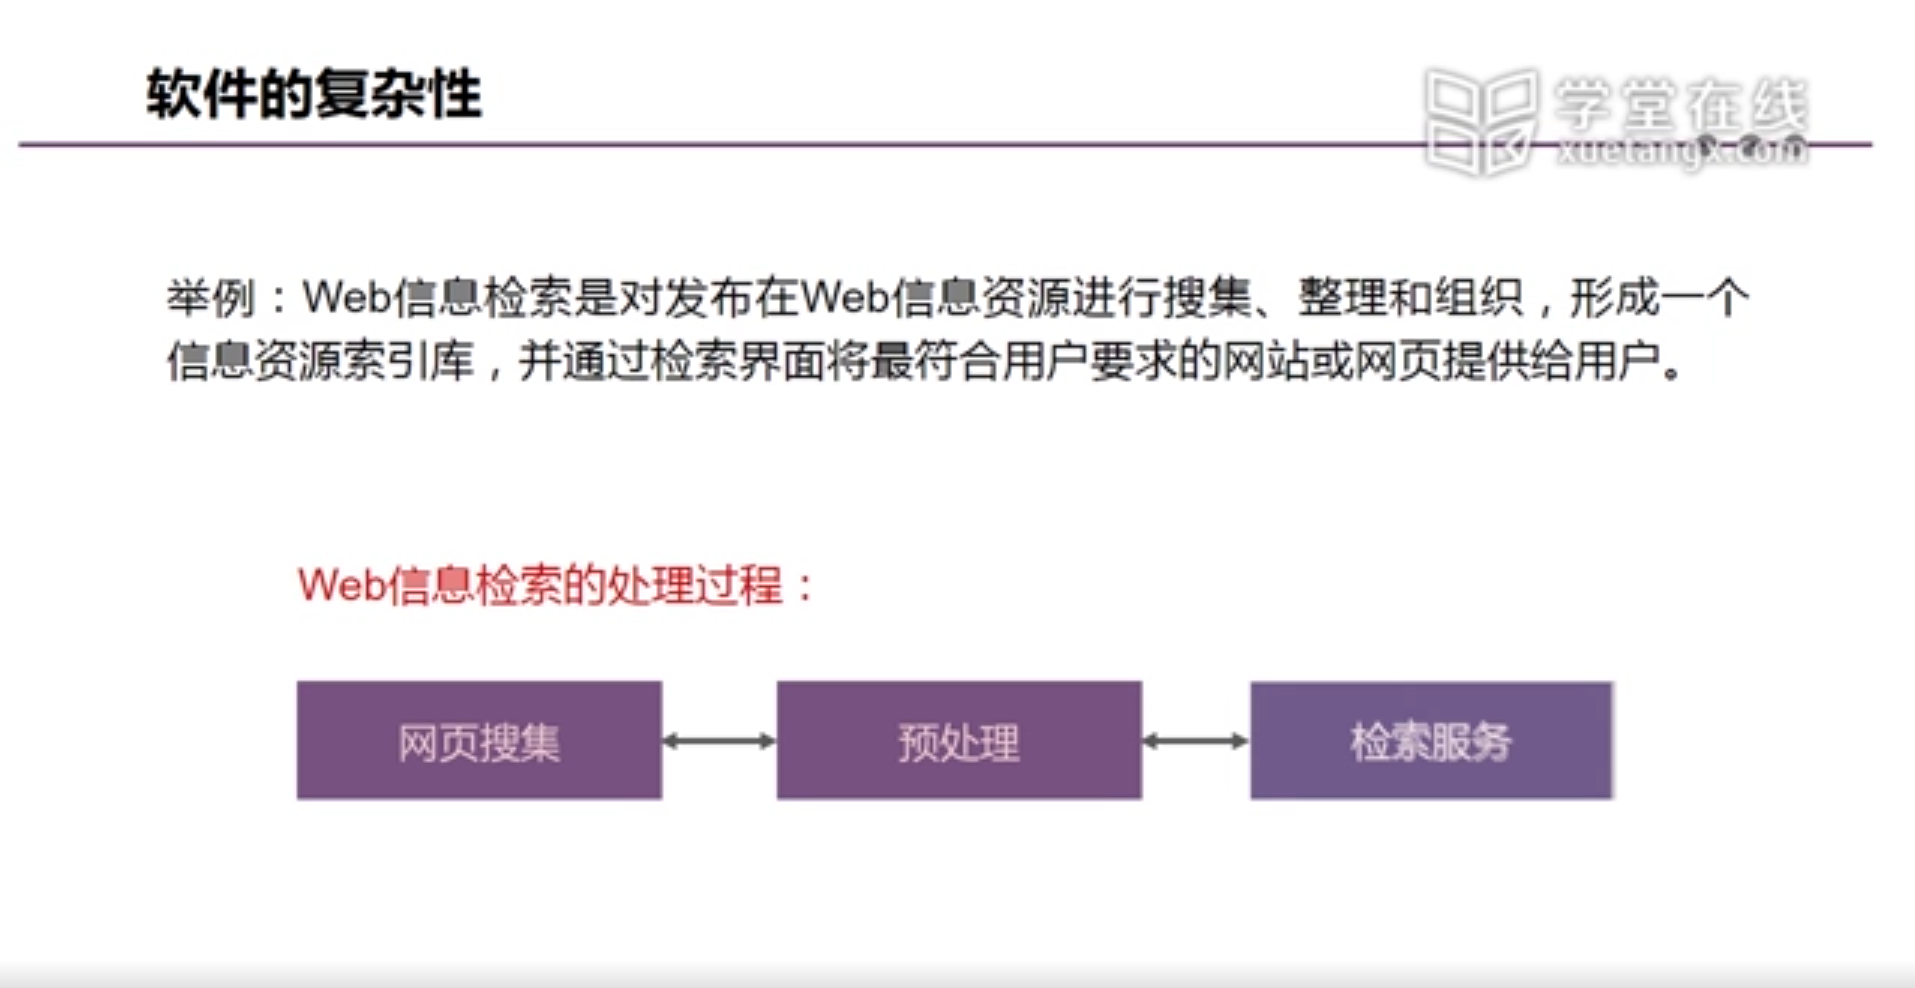 软件的复杂性
学堂在线
xuetangx.com
举例：Web信息检索是对发布在Web信息资源进行搜集、整理和组织，形成一个
信息资源索引库，并通过检索界面将最符合用户要求的网站或网页提供给用户。
Web信息检索的处理过程：
网页搜集
预处理
检索服务